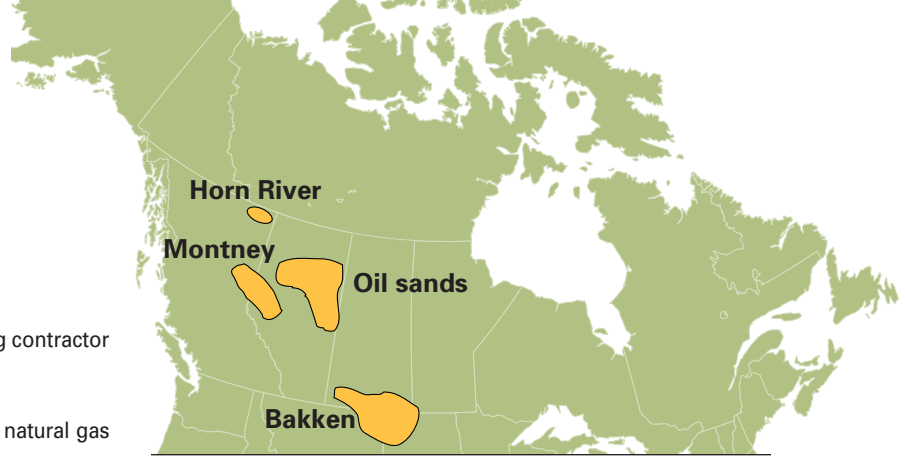 Horn River
Montney
Oil sands
g contractor
Bakken
natural gas